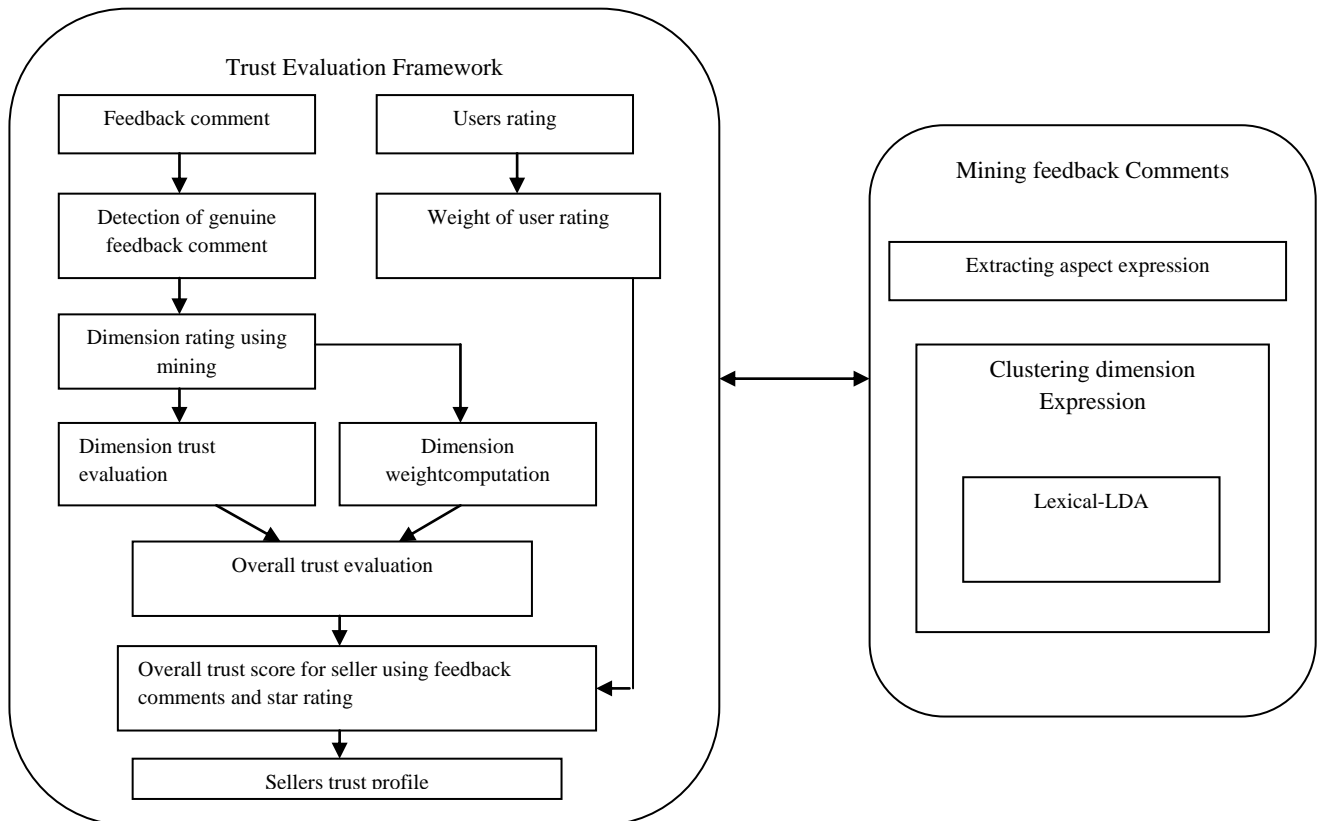 Trust Evaluation Framework
Feedback comment
Users rating
Detection of genuine
feedback comment
Weight of user rating
Dimension rating using
mining
Dimension trust
evaluation
Dimension
weightcomputation
Overall trust evaluation
Overall trust score for seller using feedback
comments and star rating
Sellers trust profile
Mining feedback Comments
Extracting aspect expression
Clustering dimension
Expression
Lexical-LDA